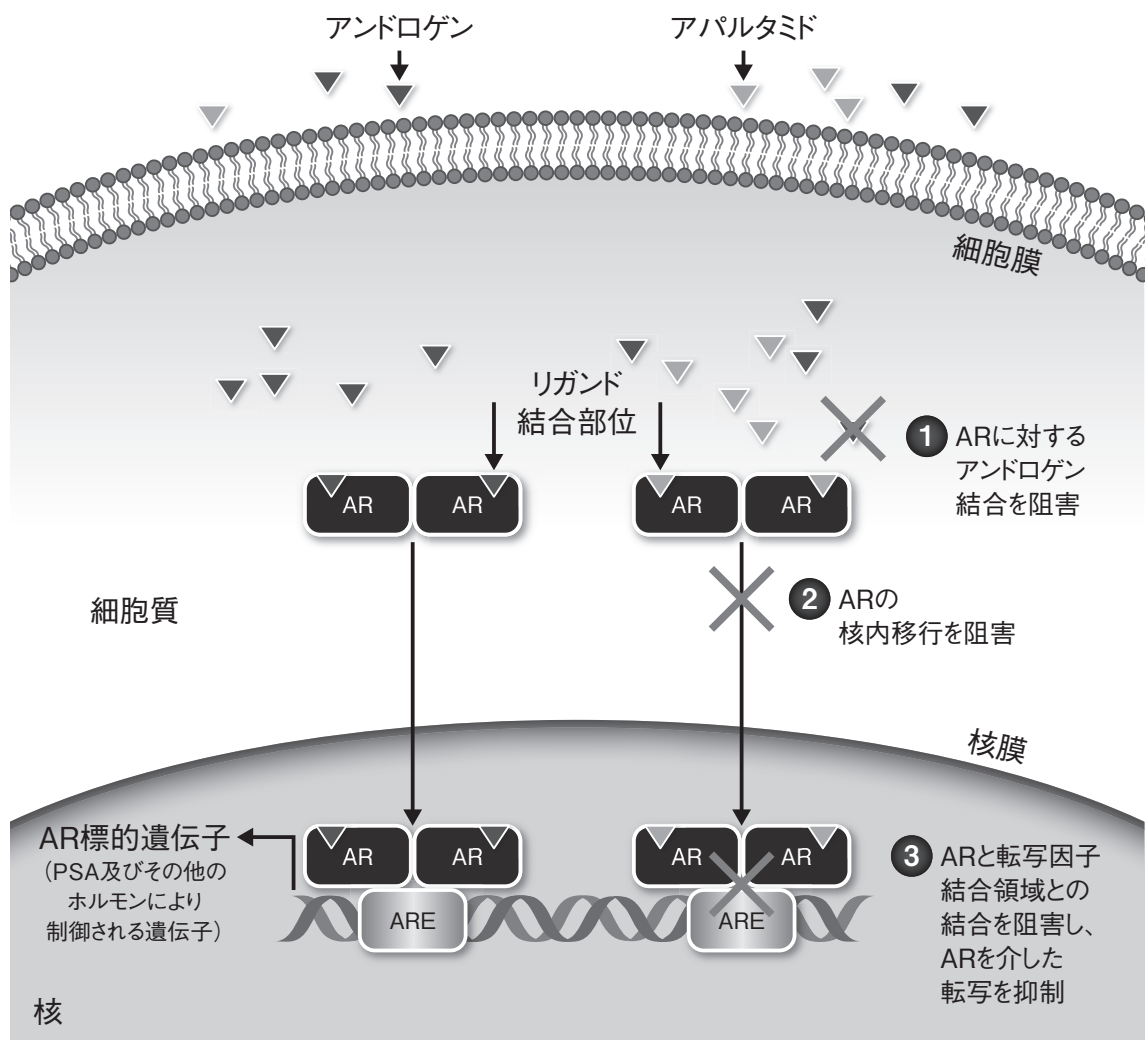 アンドロゲン
アパルタミド
細胞膜
リガンド
結合部位
1 ARに対する
アンドロゲン
結合を阻害
AR
AR
AR
AR
細胞質
2 ARの
核内移行を阻害
核膜
AR標的遺伝子
(PSA及びその他の
ホルモンにより
制御される遺伝子)
AR
AR
AR
AR
ARE
ARE
3 ARと転写因子
結合領域との
結合を阻害し、
ARを介した
転写を抑制
核